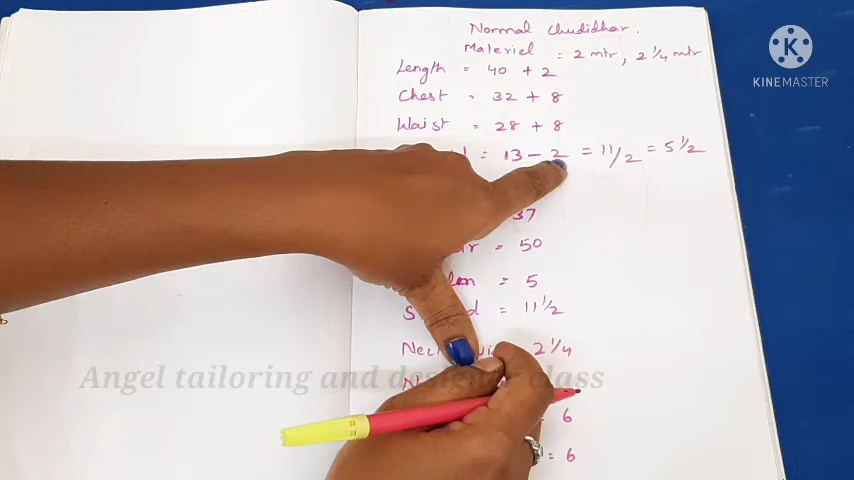 Normal Chudidhar.
Materiel = 2 mtr, 2 1/4 mtr
Length = 40 + 2
Chest = 32 + 8
Waist = 28 + 8
= 13 - 2 = 11/2 = 5 1/2
37
50
= 5
= 11 1/2
2 1/4
6
= 6
KINEMASTER
Angel tailoring and designer class